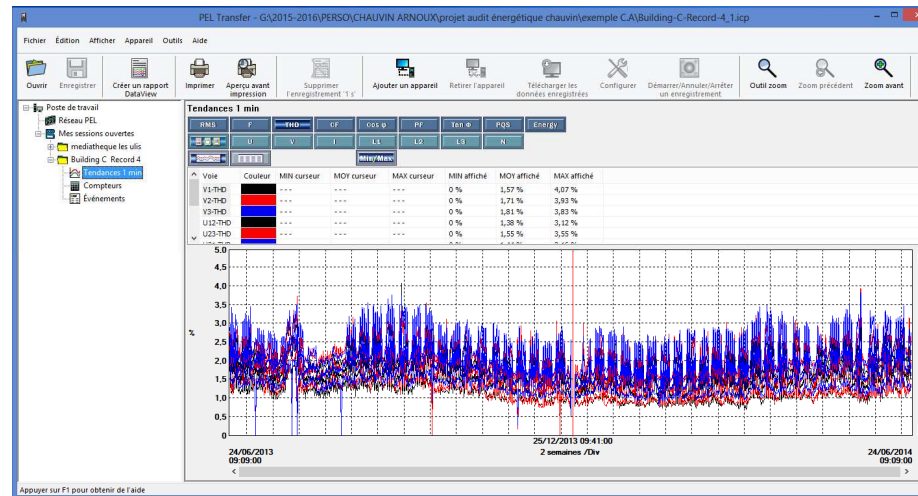 PEL Transfer - G:\2015-2016\PERSO\CHAUVIN ARNOUX\projet audit énergétique chauvin\exemple C.A\Building-C-Record-4_1.icp
Fichier Édition Afficher Appareil Outils Aide
Ouvrir Enregistrer Créer un rapport DataView Imprimer Aperçu avant impression Supprimer l'enregistrement '1 s' Ajouter un appareil Retirer l'appareil Télécharger les données enregistrées Configurer Démarrer/Annuler/Arrêter un enregistrement Outil zoom Zoom précédent Zoom avant
Poste de travail
Réseau PEL
Mes sessions ouvertes
mediatheque les ulis
Building C Record 4
Tendances 1 min
Compteurs
Événements
Tendances 1 min
RMS F THD CF Cos φ PF Tan Φ PQS Energy
U V I L1 L2 L3 N
Min/Max
Voie Couleur MIN curseur MOY curseur MAX curseur MIN affiché MOY affiché MAX affiché
V1-THD --- --- --- 0 % 1,57 % 4,07 %
V2-THD --- --- --- 0 % 1,71 % 3,93 %
V3-THD --- --- --- 0 % 1,81 % 3,83 %
U12-THD --- --- --- 0 % 1,38 % 3,12 %
U23-THD --- --- --- 0 % 1,55 % 3,55 %
5,0
4,5
4,0
3,5
3,0
2,5
%
2,0
1,5
1,0
0,5
0
25/12/2013 09:41:00
24/06/2013 2 semaines /Div 24/06/2014
09:09:00 09:09:00
Appuyer sur F1 pour obtenir de l'aide